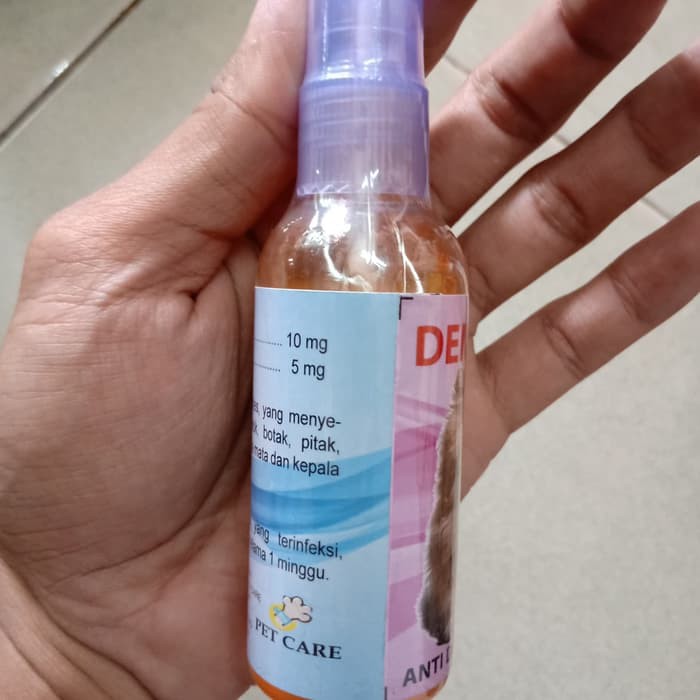 10 mg
5 mg
yang menye-
botak, pitak,
mata dan kepala
yang terinfeksi,
1 minggu.
PET CARE
DE
ANTI